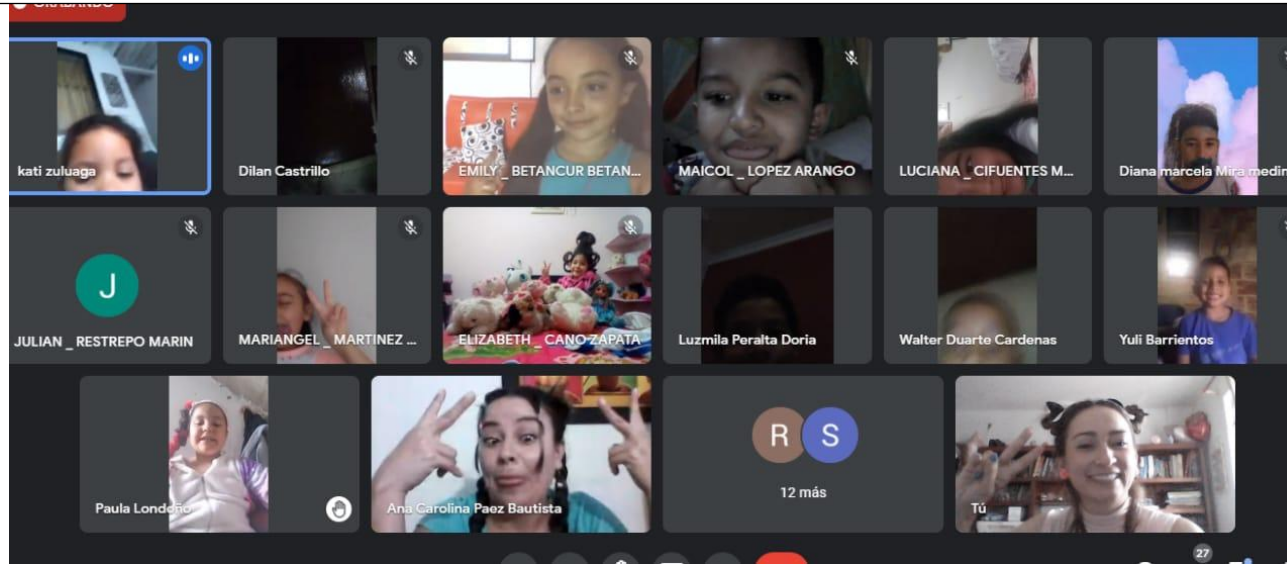 GRABANDO
kati zuluaga
Dilan Castrillo
EMILY _ BETANCUR BETAN...
MAICOL _ LOPEZ ARANGO
LUCIANA _ CIFUENTES M...
Diana marcela Mira medin
J
JULIAN _ RESTREPO MARIN
MARIANGEL _ MARTINEZ ...
ELIZABETH _ CANO ZAPATA
Luzmila Peralta Doria
Walter Duarte Cardenas
Yuli Barrientos
Paula Londoño
Ana Carolina Paez Bautista
R S
12 más
Tú
27